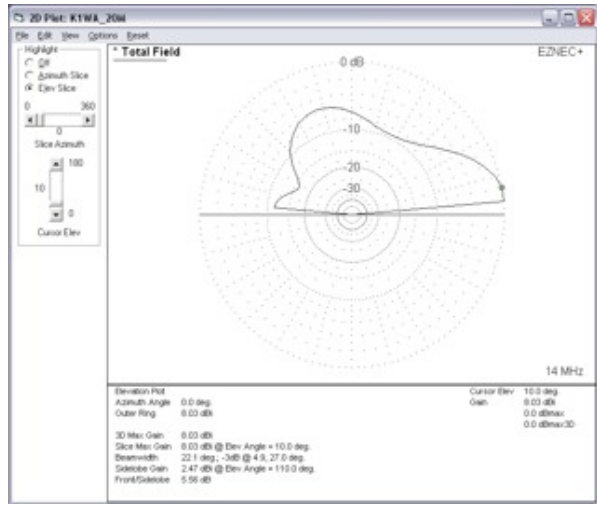 2D Plot: K1WA_20M
File Edit View Options Reset
Highlight
Off
Azimuth Slice
Elev Slice
0 360
0
Slice Azimuth
180
10
0
Cursor Elev
* Total Field
EZNEC+
0 dB
-10
-20
-30
14 MHz
Elevation Plot
Azimuth Angle 0.0 deg.
Outer Ring 8.03 dBi
3D Max Gain 8.03 dBi
Slice Max Gain 8.03 dBi @ Elev Angle = 10.0 deg.
Beamwidth 22.1 deg.; -3dB @ 4.9, 27.0 deg.
Sidelobe Gain 2.47 dBi @ Elev Angle = 110.0 deg.
Front/Sidelobe 5.56 dB
Cursor Elev 10.0 deg.
Gain 8.03 dBi
0.0 dBmax
0.0 dBmax3D